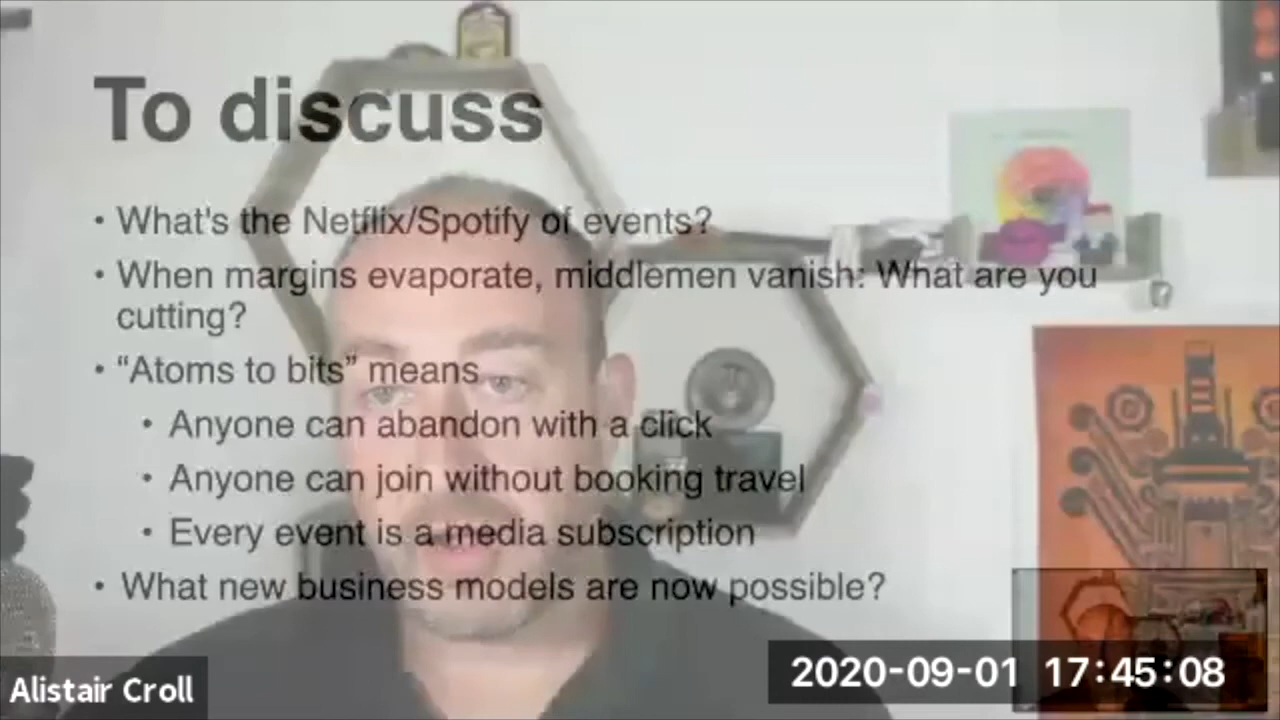 To discuss
• What's the Netflix/Spotify of events?
• When margins evaporate, middlemen vanish: What are you
cutting?
• “Atoms to bits” means
• Anyone can abandon with a click
• Anyone can join without booking travel
• Every event is a media subscription
• What new business models are now possible?
Alistair Croll
2020-09-01 17:45:08